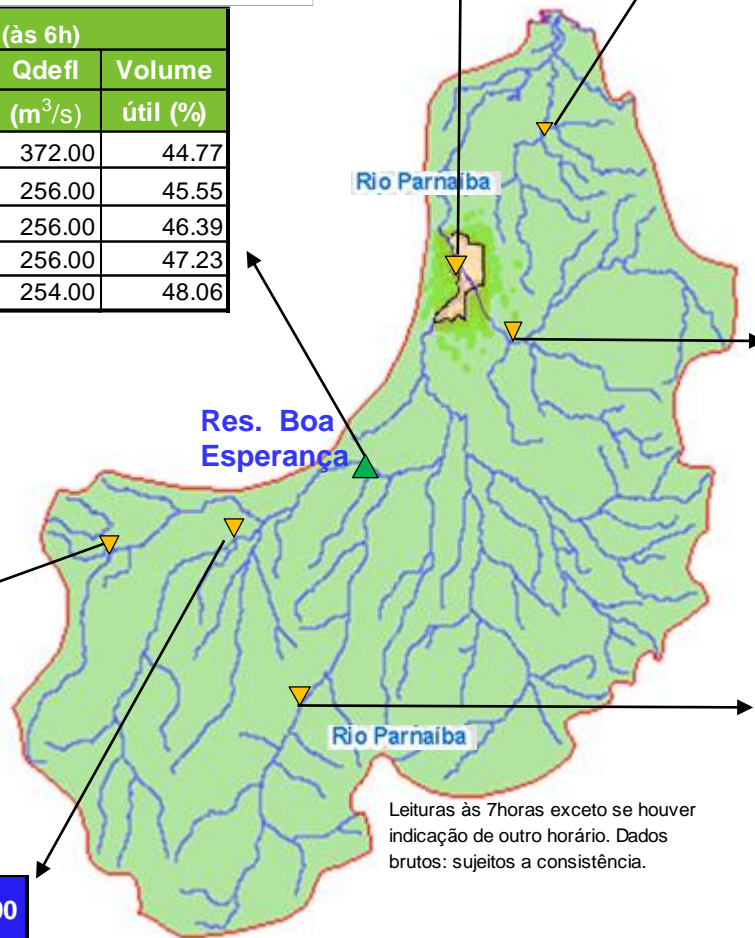 (às 6h)
Qdefl Volume
(m³/s) útil (%)
372.00 44.77
256.00 45.55
256.00 46.39
256.00 47.23
254.00 48.06
Rio Parnaiba
Res. Boa
Esperança
Rio Parnaiba
Leituras às 7horas exceto se houver
indicação de outro horário. Dados
brutos: sujeitos a consistência.